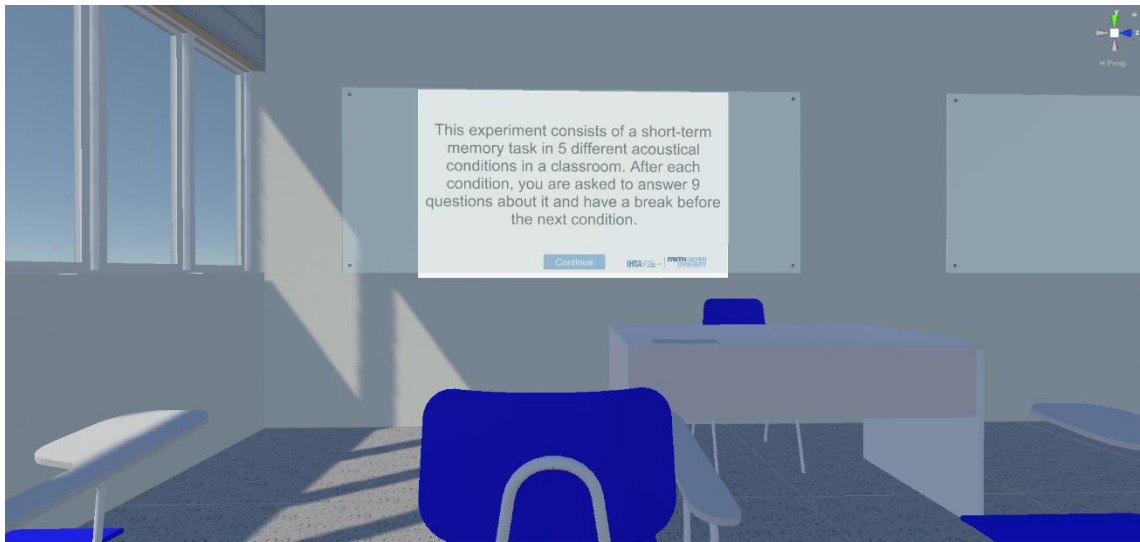 y
z
Persp
This experiment consists of a short-term
memory task in 5 different acoustical
conditions in a classroom. After each
condition, you are asked to answer 9
questions about it and have a break before
the next condition.
Continue
IHTA RWTH AACHEN
UNIVERSITY